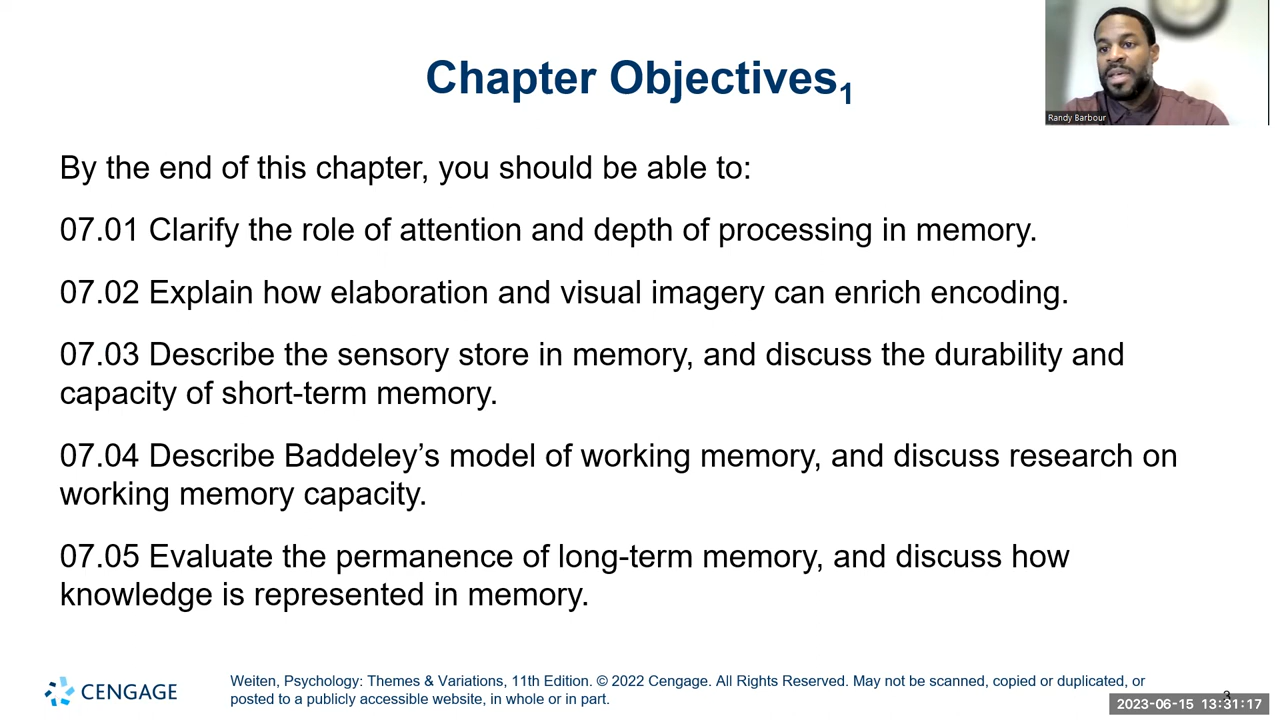 Chapter Objectives1
Randy Barbour
By the end of this chapter, you should be able to:
07.01 Clarify the role of attention and depth of processing in memory.
07.02 Explain how elaboration and visual imagery can enrich encoding.
07.03 Describe the sensory store in memory, and discuss the durability and
capacity of short-term memory.
07.04 Describe Baddeley’s model of working memory, and discuss research on
working memory capacity.
07.05 Evaluate the permanence of long-term memory, and discuss how
knowledge is represented in memory.
CENGAGE
Weiten, Psychology: Themes & Variations, 11th Edition. © 2022 Cengage. All Rights Reserved. May not be scanned, copied or duplicated, or
posted to a publicly accessible website, in whole or in part.
3
2023-06-15 13:31:17